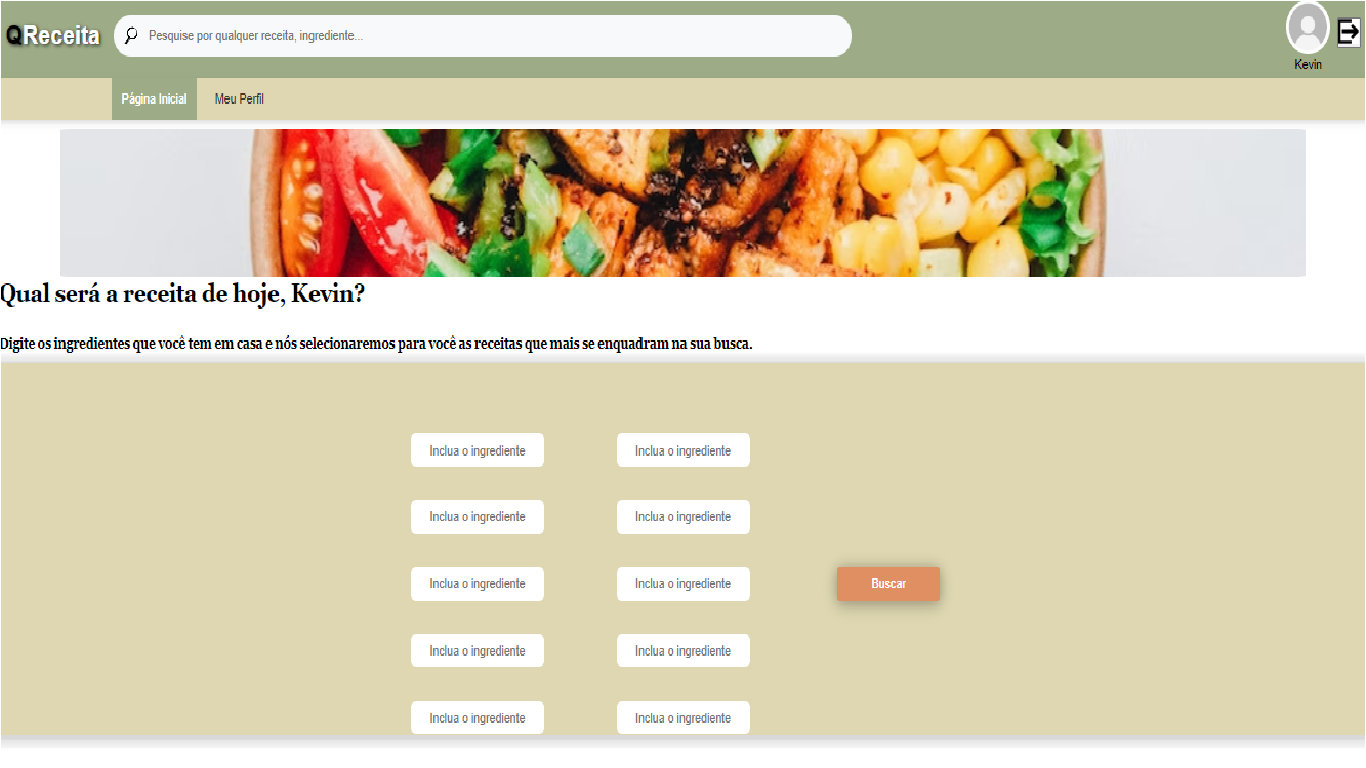 QReceita
Pesquise por qualquer receita, ingrediente...
Kevin
Página Inicial
Meu Perfil
Qual será a receita de hoje, Kevin?
Digite os ingredientes que você tem em casa e nós selecionaremos para você as receitas que mais se enquadram na sua busca.
Inclua o ingrediente
Inclua o ingrediente
Inclua o ingrediente
Inclua o ingrediente
Inclua o ingrediente
Inclua o ingrediente
Buscar
Inclua o ingrediente
Inclua o ingrediente
Inclua o ingrediente
Inclua o ingrediente